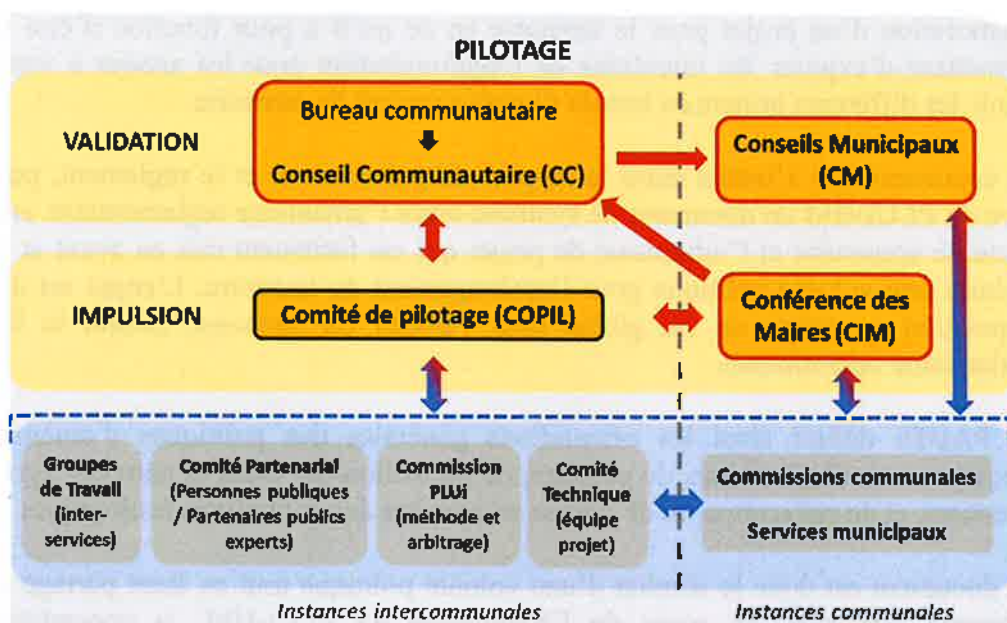 PILOTAGE
VALIDATION
Bureau communautaire
Conseil Communautaire (CC)
Conseils Municipaux
(CM)
IMPULSION
Comité de pilotage (COPIL)
Conférence des
Maires (CIM)
Groupes
de Travail
(inter-
services)
Comité Partenarial
(Personnes publiques
/ Partenaires publics
experts)
Commission
PLUi
(méthode et
arbitrage)
Comité
Technique
(équipe
projet)
Commissions communales
Services municipaux
Instances intercommunales
Instances communales